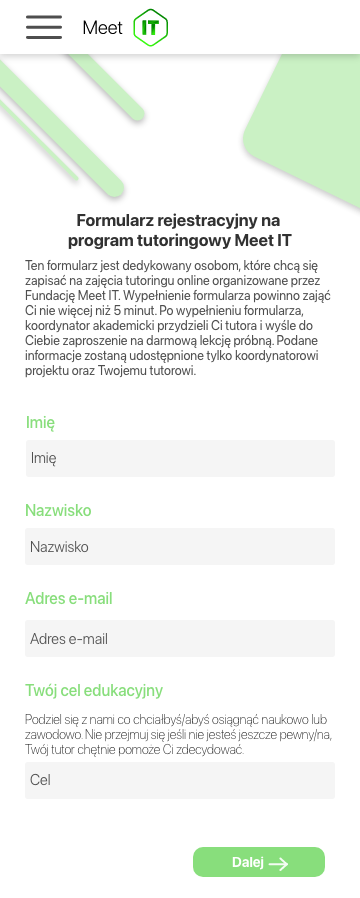 Meet IT
Formularz rejestracyjny na
program tutoringowy Meet IT
Ten formularz jest dedykowany osobom, które chcą się
zapisać na zajęcia tutoringu online organizowane przez
Fundację Meet IT. Wypełnienie formularza powinno zająć
Ci nie więcej niż 5 minut. Po wypełnieniu formularza,
koordynator akademicki przydzieli Ci tutora i wyśle do
Ciebie zaproszenie na darmową lekcję próbną. Podane
informacje zostaną udostępnione tylko koordynatorowi
projektu oraz Twojemu tutorowi.
Imię
Imię
Nazwisko
Nazwisko
Adres e-mail
Adres e-mail
Twój cel edukacyjny
Podziel się z nami co chciałbyś/abyś osiągnąć naukowo lub
zawodowo. Nie przejmuj się jeśli nie jesteś jeszcze pewny/na,
Twój tutor chętnie pomoże Ci zdecydować.
Cel
Dalej